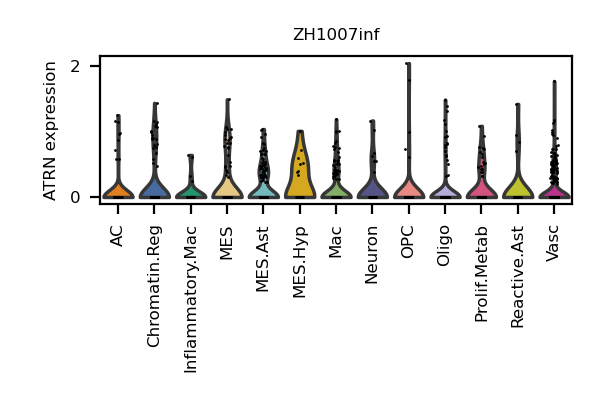 ZH1007inf
ATRN expression
2
0
AC
Chromatin.Reg
Inflammatory.Mac
MES
MES.Ast
MES.Hyp
Mac
Neuron
OPC
Oligo
Prolif.Metab
Reactive.Ast
Vasc